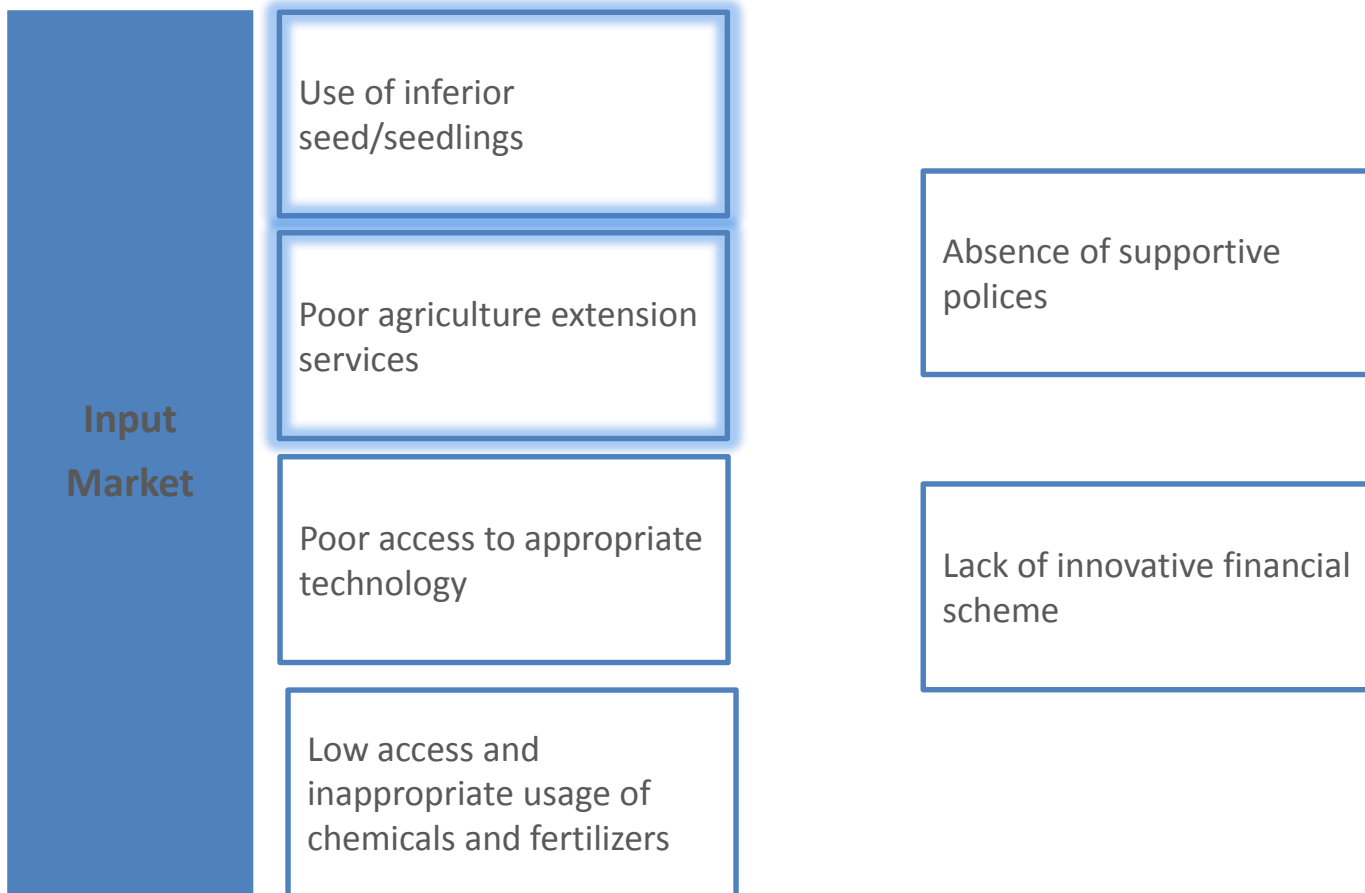 Input
Market
Use of inferior
seed/seedlings
Poor agriculture extension
services
Poor access to appropriate
technology
Low access and
inappropriate usage of
chemicals and fertilizers
Absence of supportive
polices
Lack of innovative financial
scheme